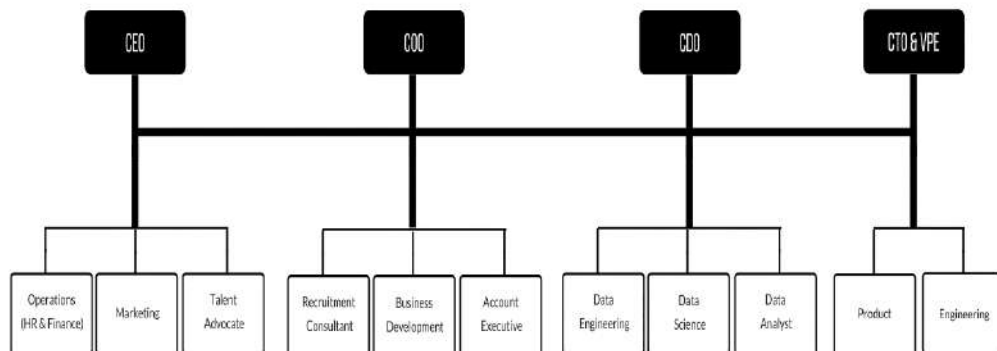 CEO
COO
CDO
CTO & VPE
Operations
(HR & Finance)
Marketing
Talent
Advocate
Recruitment
Consultant
Business
Development
Account
Executive
Data
Engineering
Data
Science
Data
Analyst
Product
Engineering